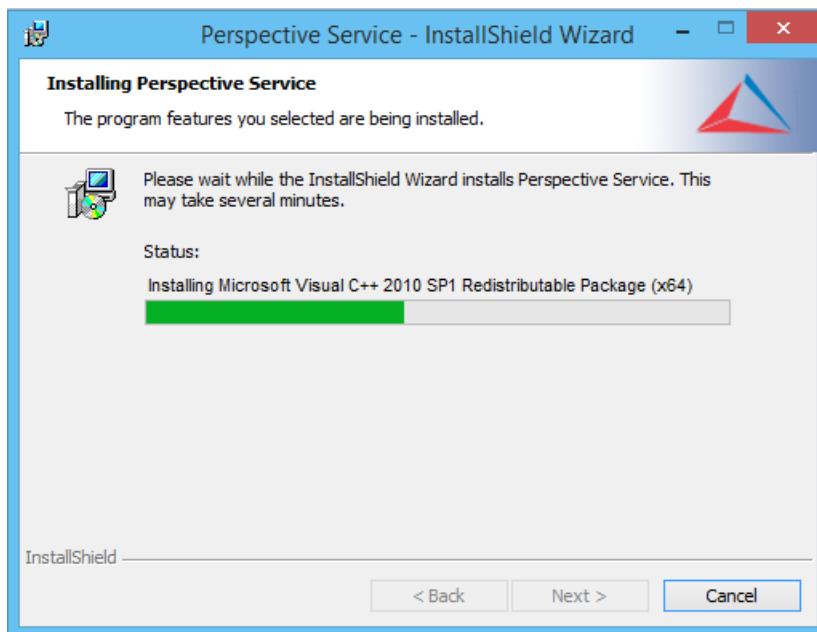 Perspective Service - InstallShield Wizard
Installing Perspective Service
The program features you selected are being installed.
Please wait while the InstallShield Wizard installs Perspective Service. This
may take several minutes.
Status:
Installing Microsoft Visual C++ 2010 SP1 Redistributable Package (x64)
InstallShield
< Back Next > Cancel